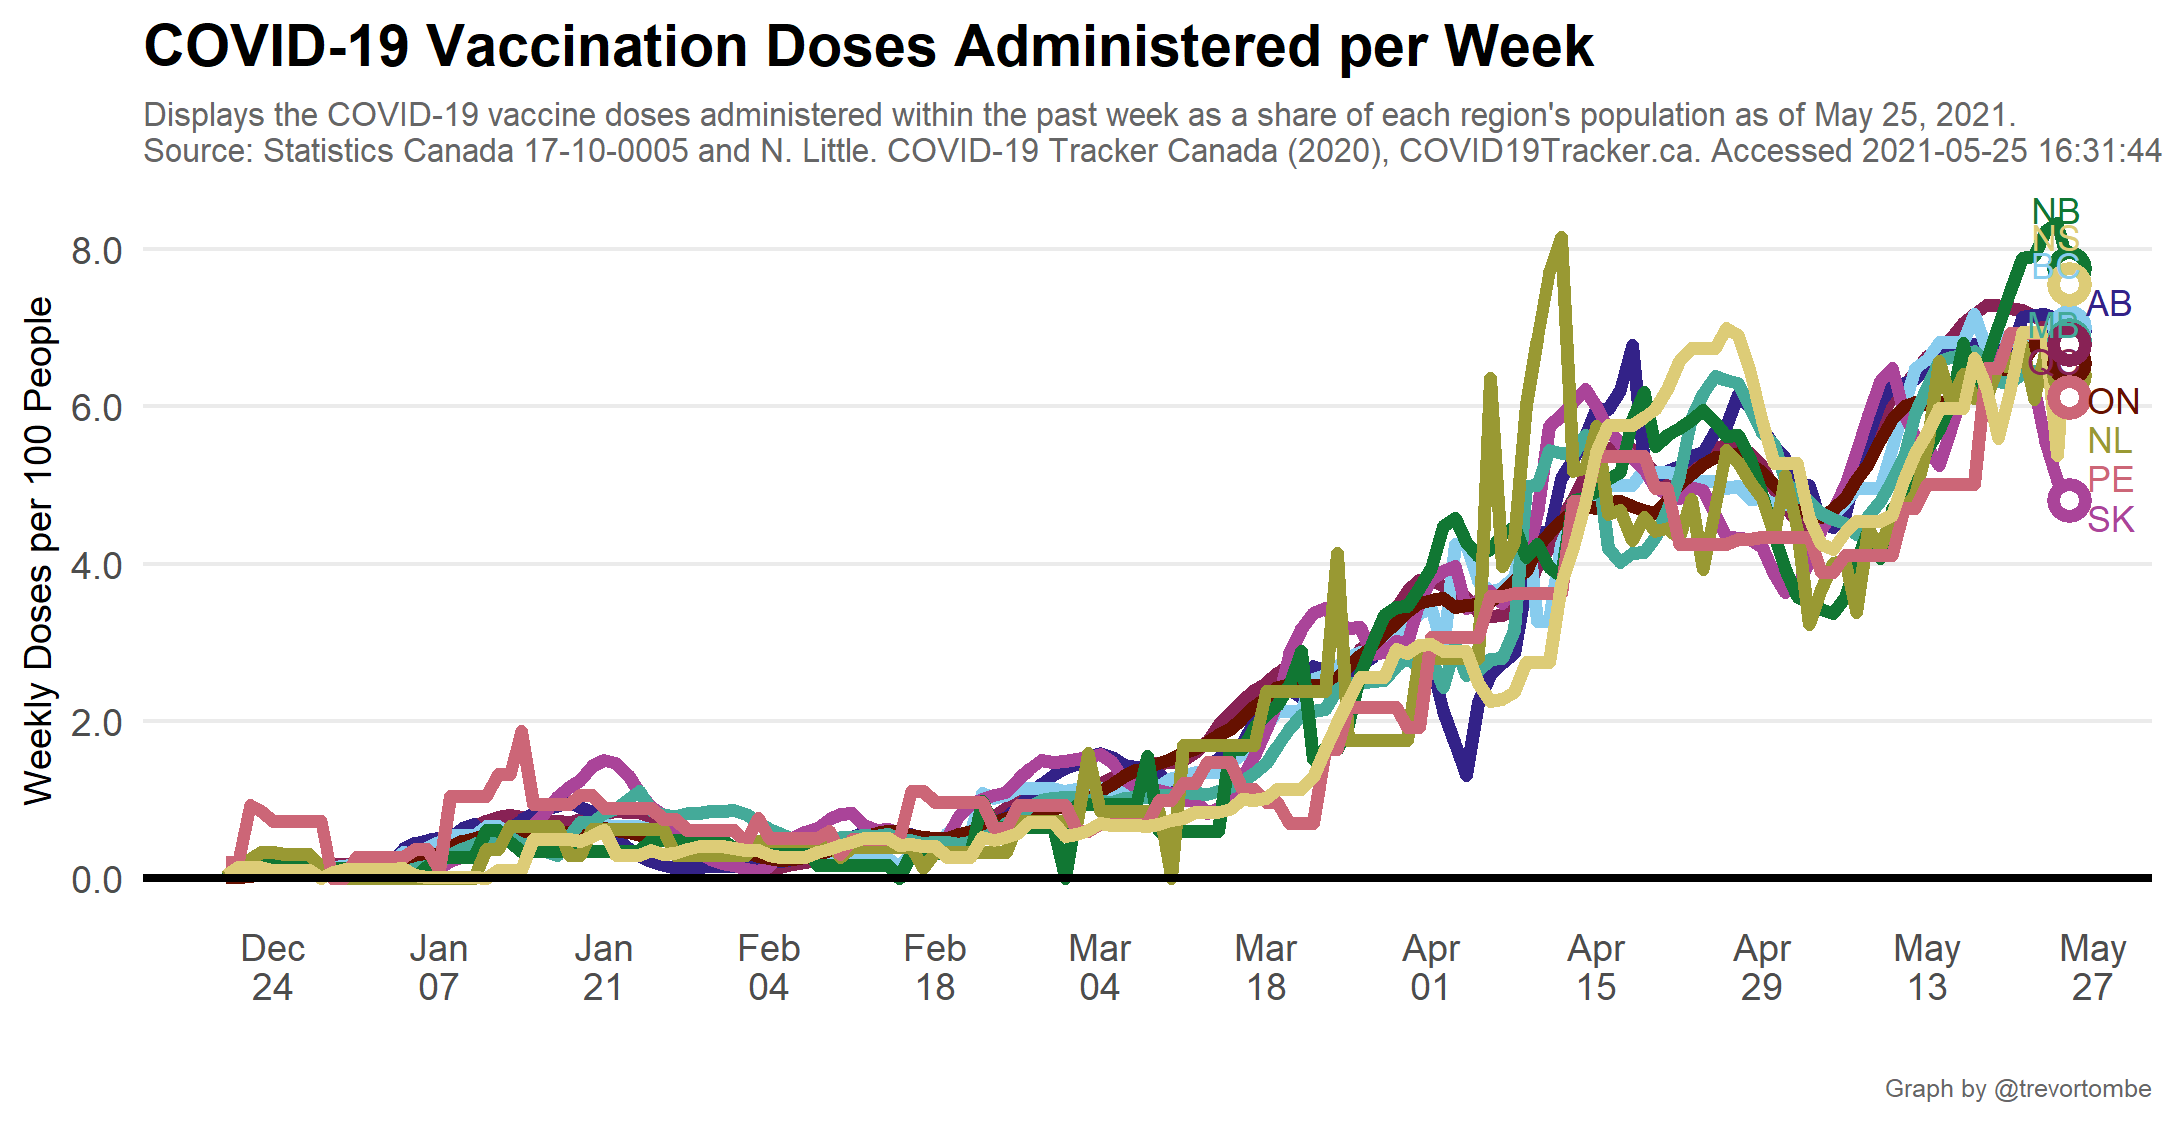 COVID-19 Vaccination Doses Administered per Week
Displays the COVID-19 vaccine doses administered within the past week as a share of each region's population as of May 25, 2021.
Source: Statistics Canada 17-10-0005 and N. Little. COVID-19 Tracker Canada (2020), COVID19Tracker.ca. Accessed 2021-05-25 16:31:44
Weekly Doses per 100 People
8.0
6.0
4.0
2.0
0.0
NB
NS
BC
AB
MB
QC
ON
NL
PE
SK
Dec Jan Jan Feb Feb Mar Mar Apr Apr Apr May May
24 07 21 04 18 04 18 01 15 29 13 27
Graph by @trevortombe